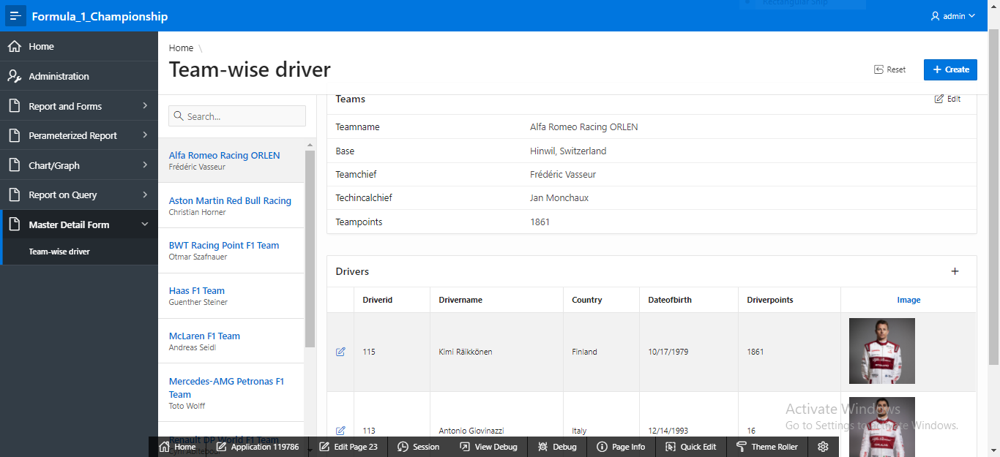 Formula_1_Championship
Rectangular Snip
admin
Home
Administration
Report and Forms
Perameterized Report
Chart/Graph
Report on Query
Master Detail Form
Team-wise driver
Home \
Team-wise driver
Reset
+ Create
Search...
Alfa Romeo Racing ORLEN
Frédéric Vasseur
Aston Martin Red Bull Racing
Christian Horner
BWT Racing Point F1 Team
Otmar Szafnauer
Haas F1 Team
Guenther Steiner
McLaren F1 Team
Andreas Seidl
Mercedes-AMG Petronas F1
Team
Toto Wolff
Renault DP World F1 Team
Cyril Abiteboul
Teams
Edit
Teamname Alfa Romeo Racing ORLEN
Base Hinwil, Switzerland
Teamchief Frédéric Vasseur
Techincalchief Jan Monchaux
Teampoints 1861
Drivers +
Driverid Drivername Country Dateofbirth Driverpoints Image
115 Kimi Räikkönen Finland 10/17/1979 1861
113 Antonio Giovinazzi Italy 12/14/1993 16
Activate Windows
Go to Settings to activate Windows.
Home Application 119786 Edit Page 23 Session View Debug Debug Page Info Quick Edit Theme Roller